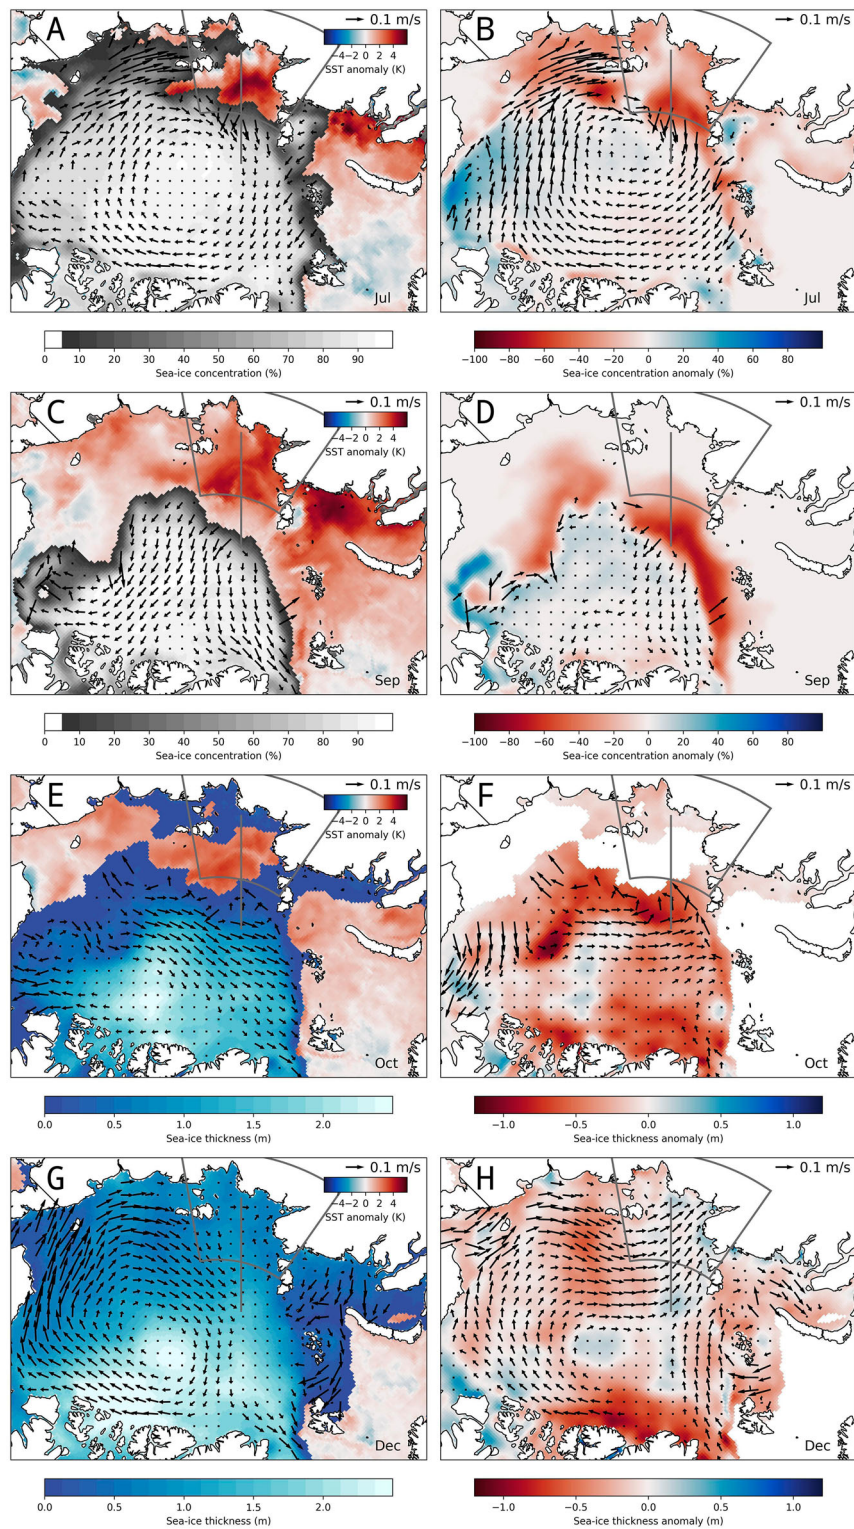 A
0.1 m/s
−4−2 0 2 4
SST anomaly (K)
Jul
0 10 20 30 40 50 60 70 80 90
Sea-ice concentration (%)
B
0.1 m/s
Jul
−100 −80 −60 −40 −20 0 20 40 60 80
Sea-ice concentration anomaly (%)
C
0.1 m/s
−4−2 0 2 4
SST anomaly (K)
Sep
0 10 20 30 40 50 60 70 80 90
Sea-ice concentration (%)
D
0.1 m/s
Sep
−100 −80 −60 −40 −20 0 20 40 60 80
Sea-ice concentration anomaly (%)
E
0.1 m/s
−4−2 0 2 4
SST anomaly (K)
Oct
0.0 0.5 1.0 1.5 2.0
Sea-ice thickness (m)
F
0.1 m/s
Oct
−1.0 −0.5 0.0 0.5 1.0
Sea-ice thickness anomaly (m)
G
0.1 m/s
−4−2 0 2 4
SST anomaly (K)
Dec
0.0 0.5 1.0 1.5 2.0
Sea-ice thickness (m)
H
0.1 m/s
Dec
−1.0 −0.5 0.0 0.5 1.0
Sea-ice thickness anomaly (m)